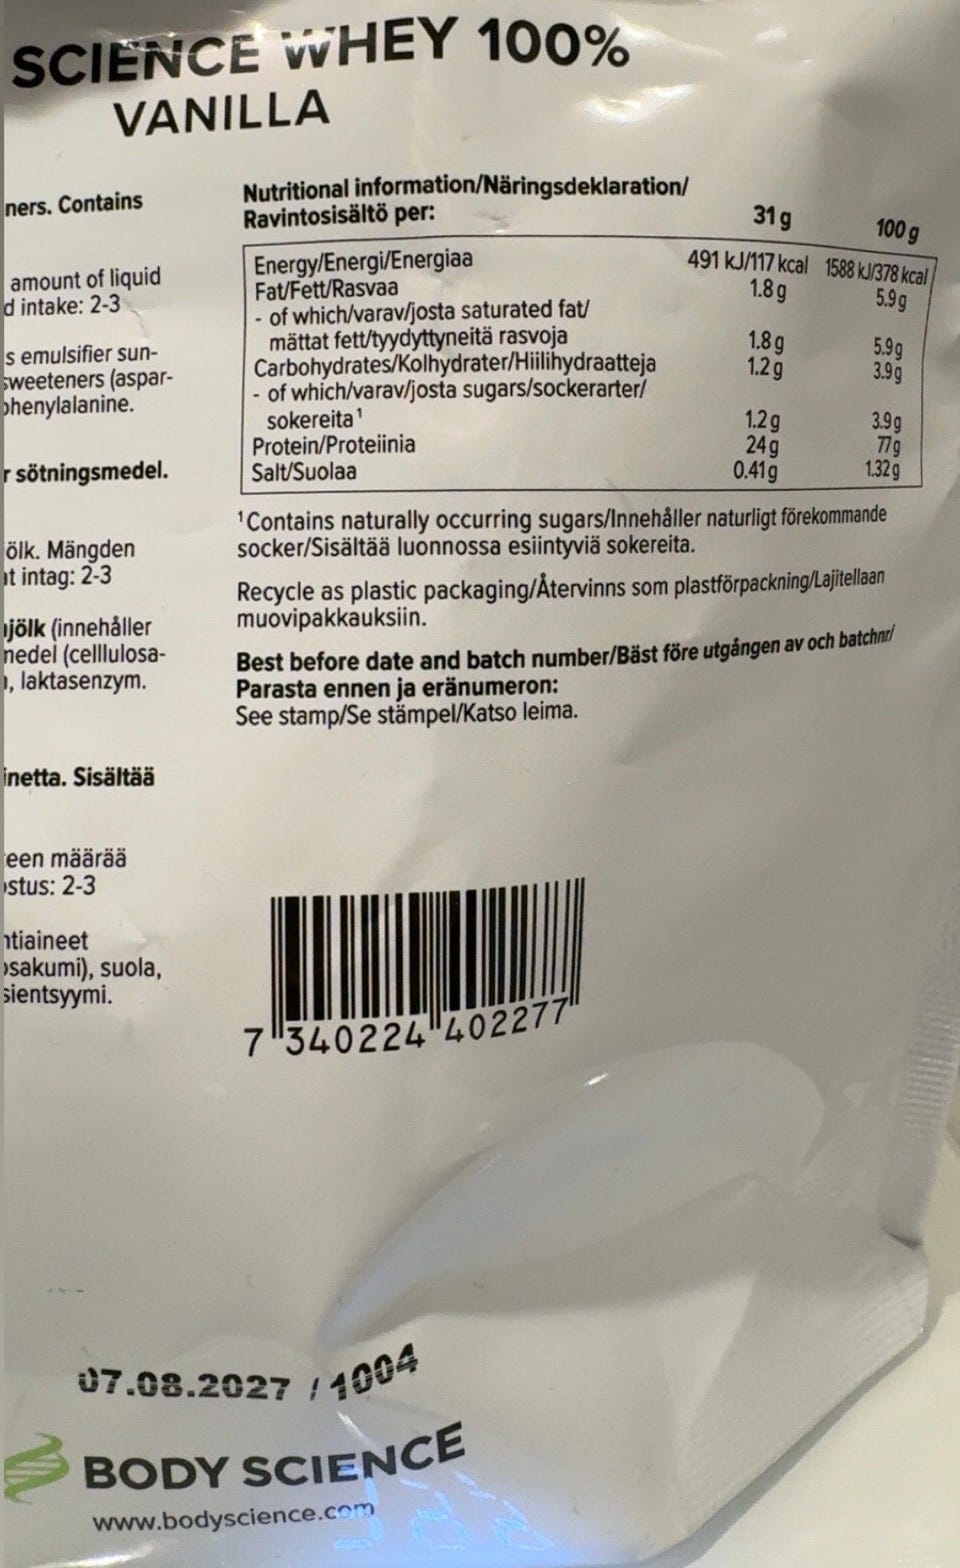 SCIENCE WHEY 100%
VANILLA
ners. Contains
amount of liquid
d intake: 2-3
s emulsifier sun-
sweeteners (aspar-
phenylalanine.
r sötningsmedel.
ölk. Mängden
at intag: 2-3
jölk (innehåller
medel (celllulosa-
, laktasenzym.
inetta. Sisältää
een määrää
ostus: 2-3
ntiaineet
osakumi), suola,
sientsyymi.
Nutritional information/Näringsdeklaration/
Ravintosisältö per: 31 g 100 g
Energy/Energi/Energiaa 491 kJ/117 kcal 1588 kJ/378 kcal
Fat/Fett/Rasvaa 1.8 g 5.9 g
- of which/varav/josta saturated fat/
mättat fett/tyydyttyneitä rasvoja 1.8 g 5.9 g
Carbohydrates/Kolhydrater/Hiilihydraatteja 1.2 g 3.9 g
- of which/varav/josta sugars/sockerarter/
sokereita¹ 1.2 g 3.9 g
Protein/Proteiinia 24 g 77 g
Salt/Suolaa 0.41 g 1.32 g
¹Contains naturally occurring sugars/Innehåller naturligt förekommande
socker/Sisältää luonnossa esiintyviä sokereita.
Recycle as plastic packaging/Återvinns som plastförpackning/Lajitellaan
muovipakkauksiin.
Best before date and batch number/Bäst före utgången av och batchnr/
Parasta ennen ja eränumeron:
See stamp/Se stämpel/Katso leima.
7 340224 402277
07.08.2027 / 1004
BODY SCIENCE
www.bodyscience.com